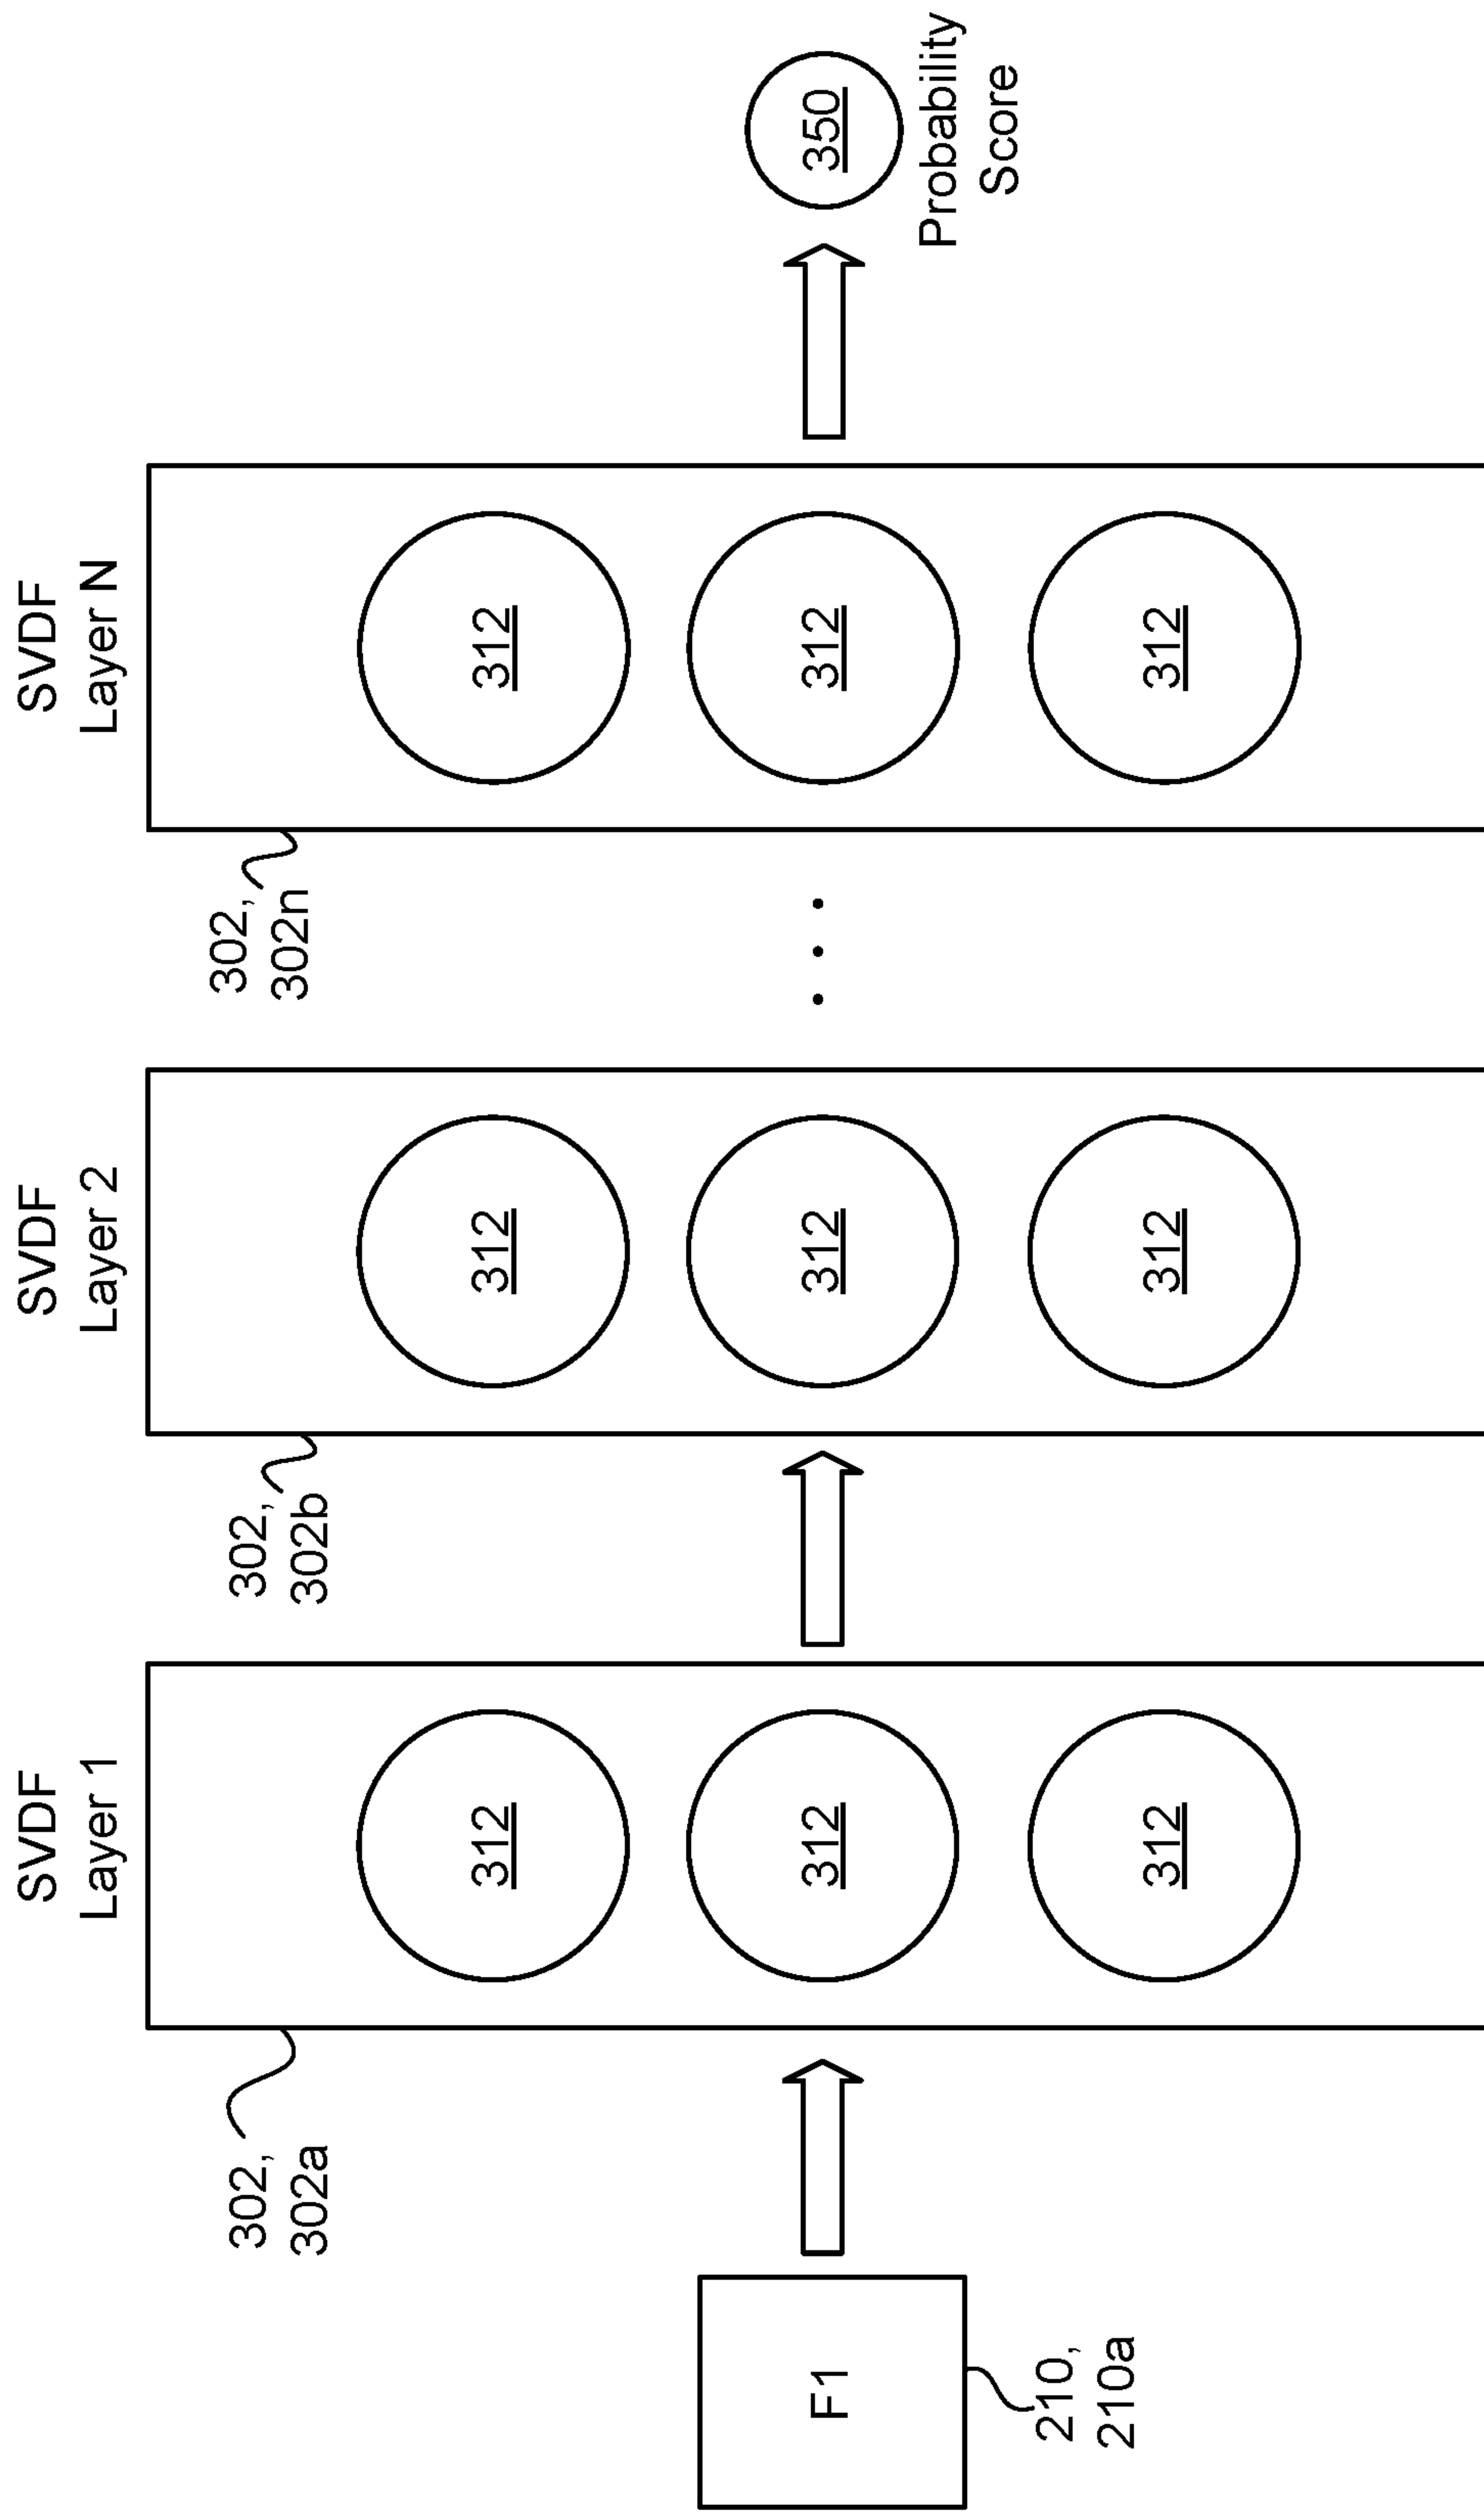 SVDF
Layer 1
SVDF
Layer 2
SVDF
Layer N
302,
302a
302,
302b
302,
302n
312
312
312
312
312
312
F1
312
312
312
350
Probability
Score
210,
210a